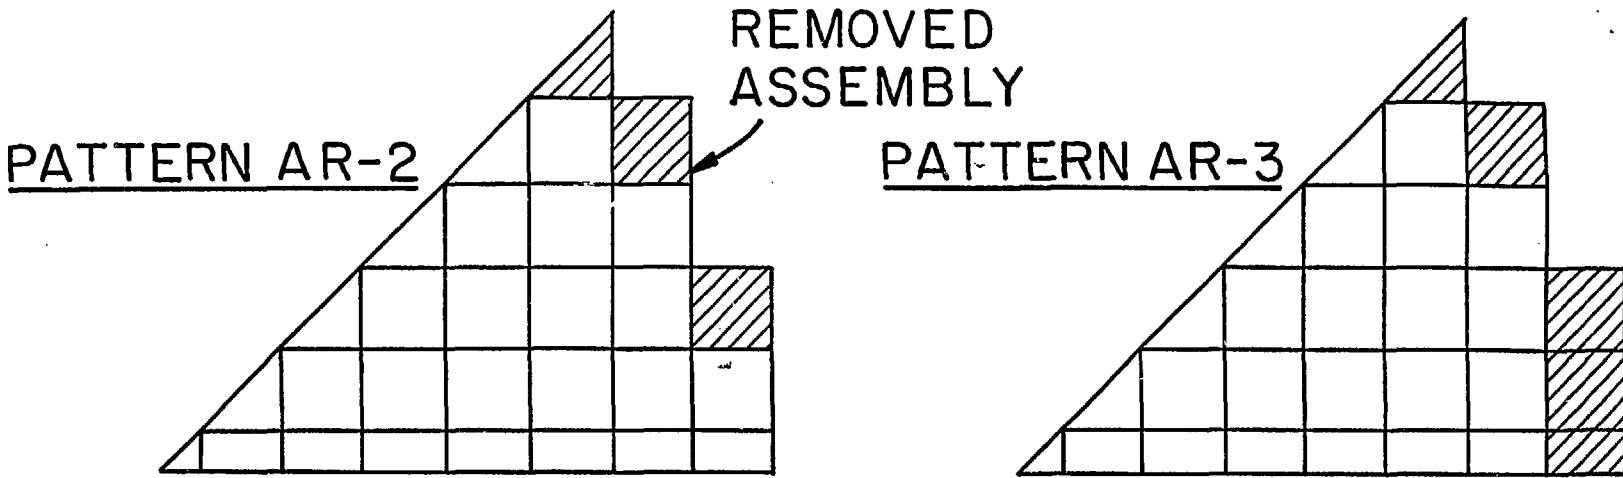 REMOVED
ASSEMBLY
PATTERN AR-2
PATTERN AR-3